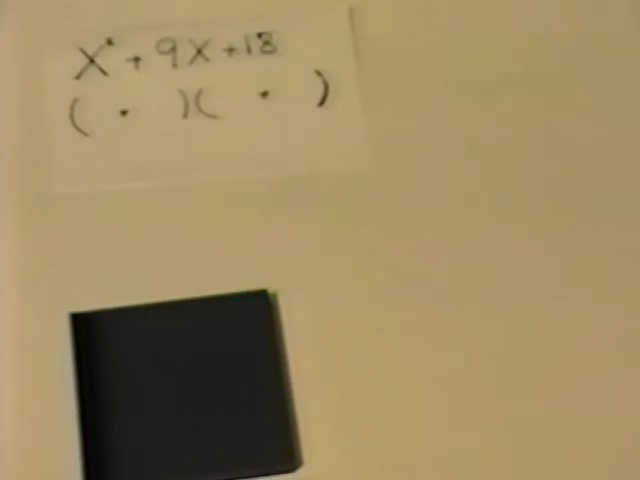 x² + 9x + 18
( + )( + )